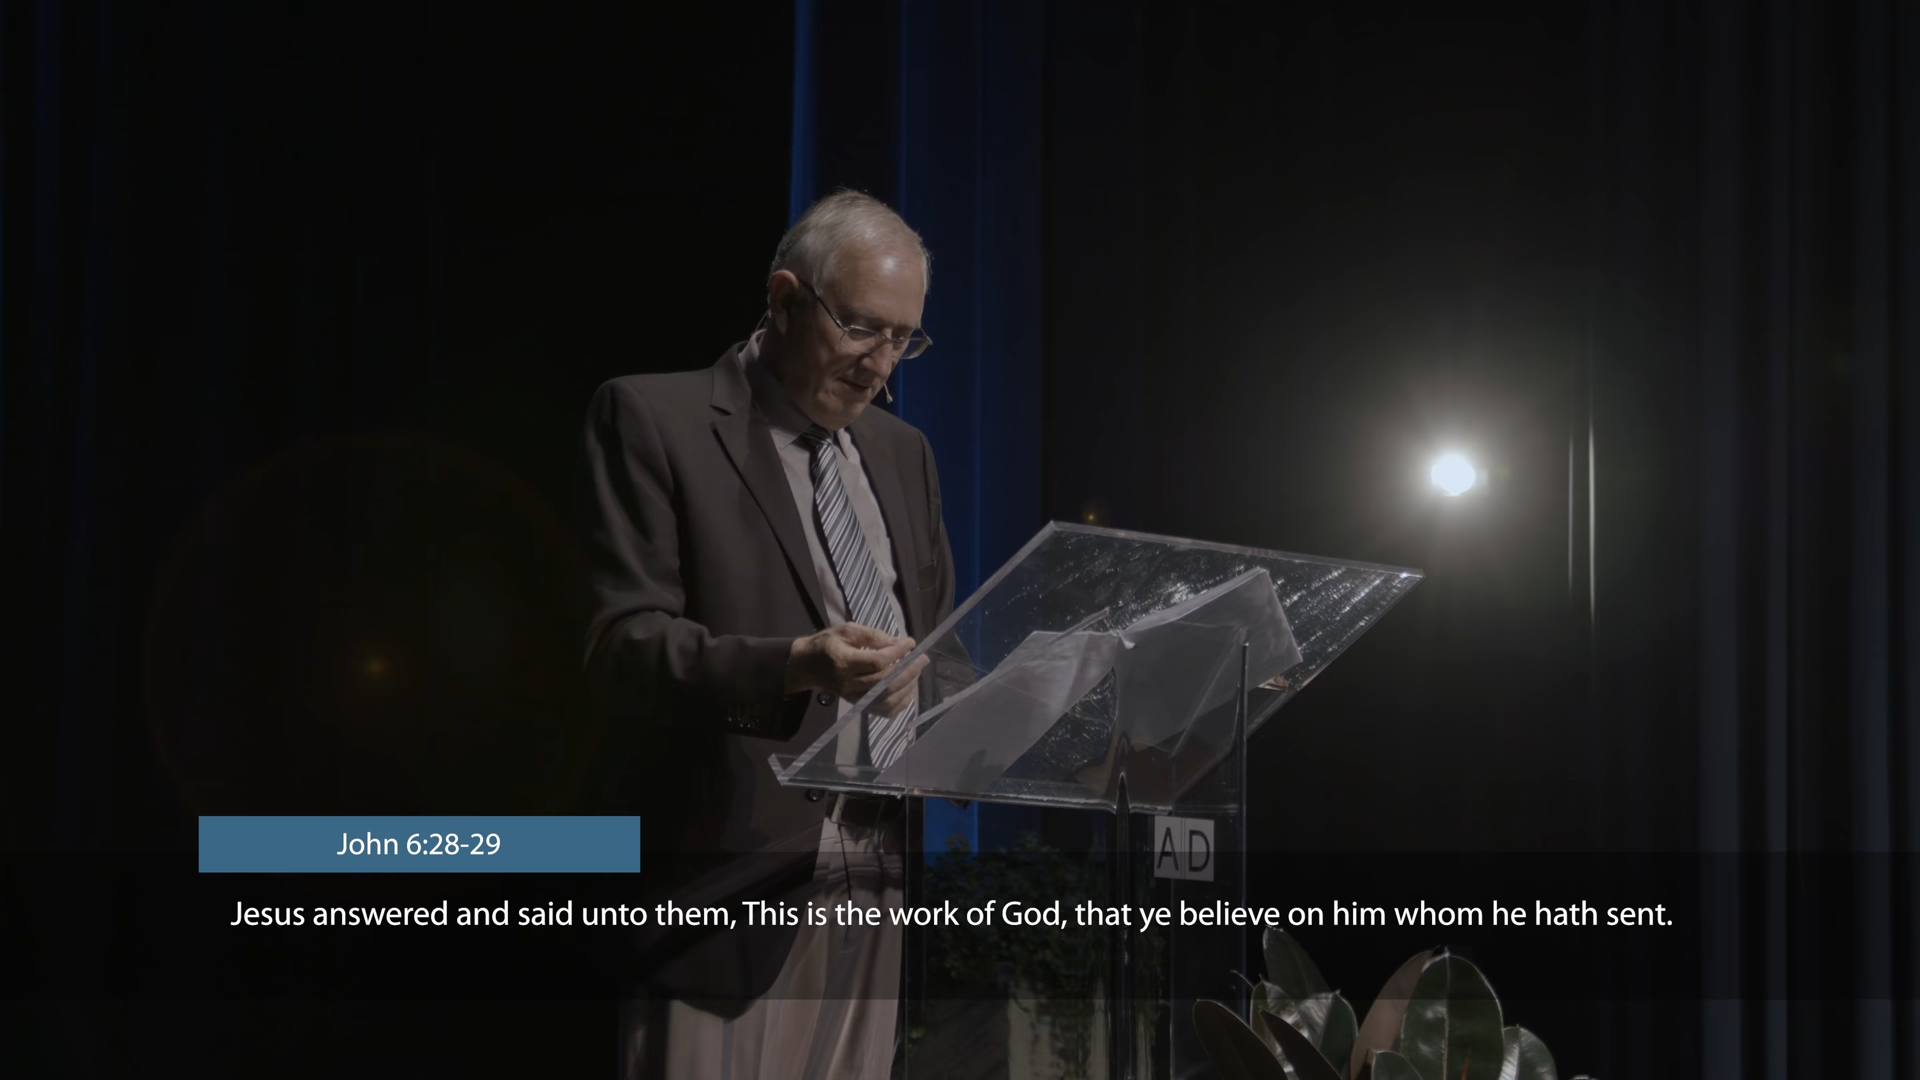 AD
John 6:28-29
Jesus answered and said unto them, This is the work of God, that ye believe on him whom he hath sent.